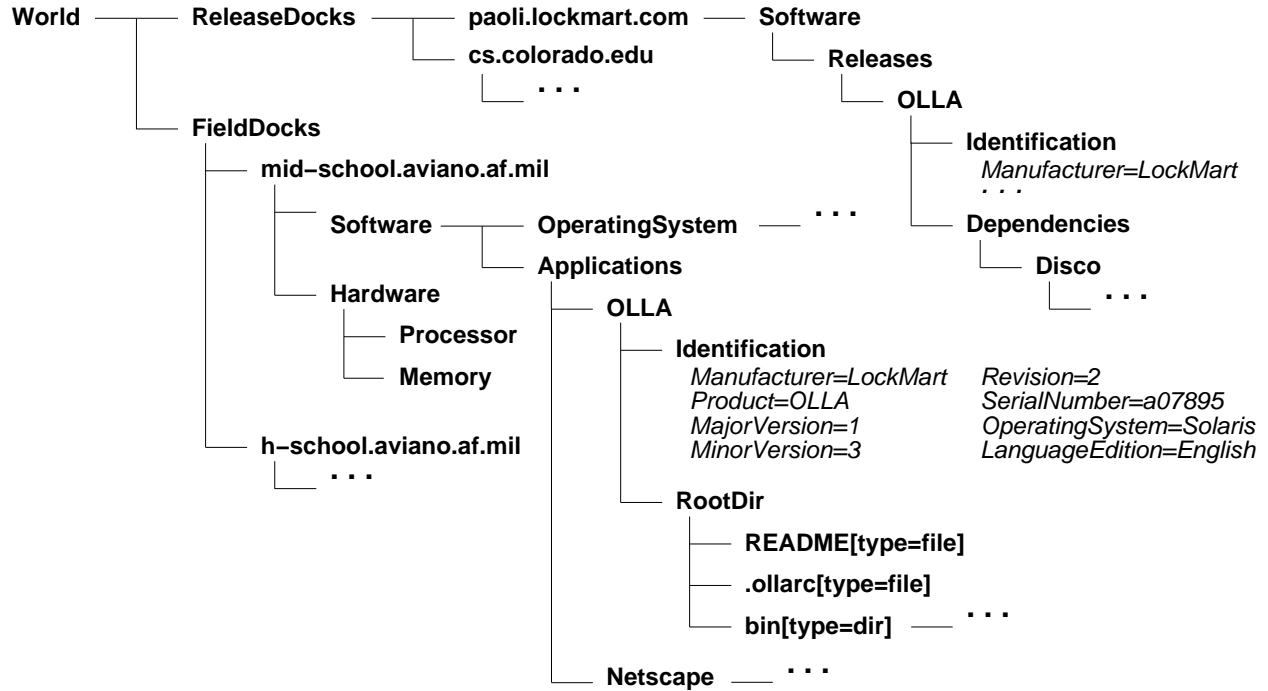 World ReleaseDocks paoli.lockmart.com Software
cs.colorado.edu Releases
. . .
OLLA
FieldDocks
Identification
mid–school.aviano.af.mil Manufacturer=LockMart
. . .
Software OperatingSystem . . . Dependencies
Applications Disco
Hardware . . .
OLLA
Processor
Identification
Memory Manufacturer=LockMart Revision=2
Product=OLLA SerialNumber=a07895
h–school.aviano.af.mil MajorVersion=1 OperatingSystem=Solaris
. . . MinorVersion=3 LanguageEdition=English
RootDir
README[type=file]
.ollarc[type=file]
bin[type=dir] . . .
Netscape . . .